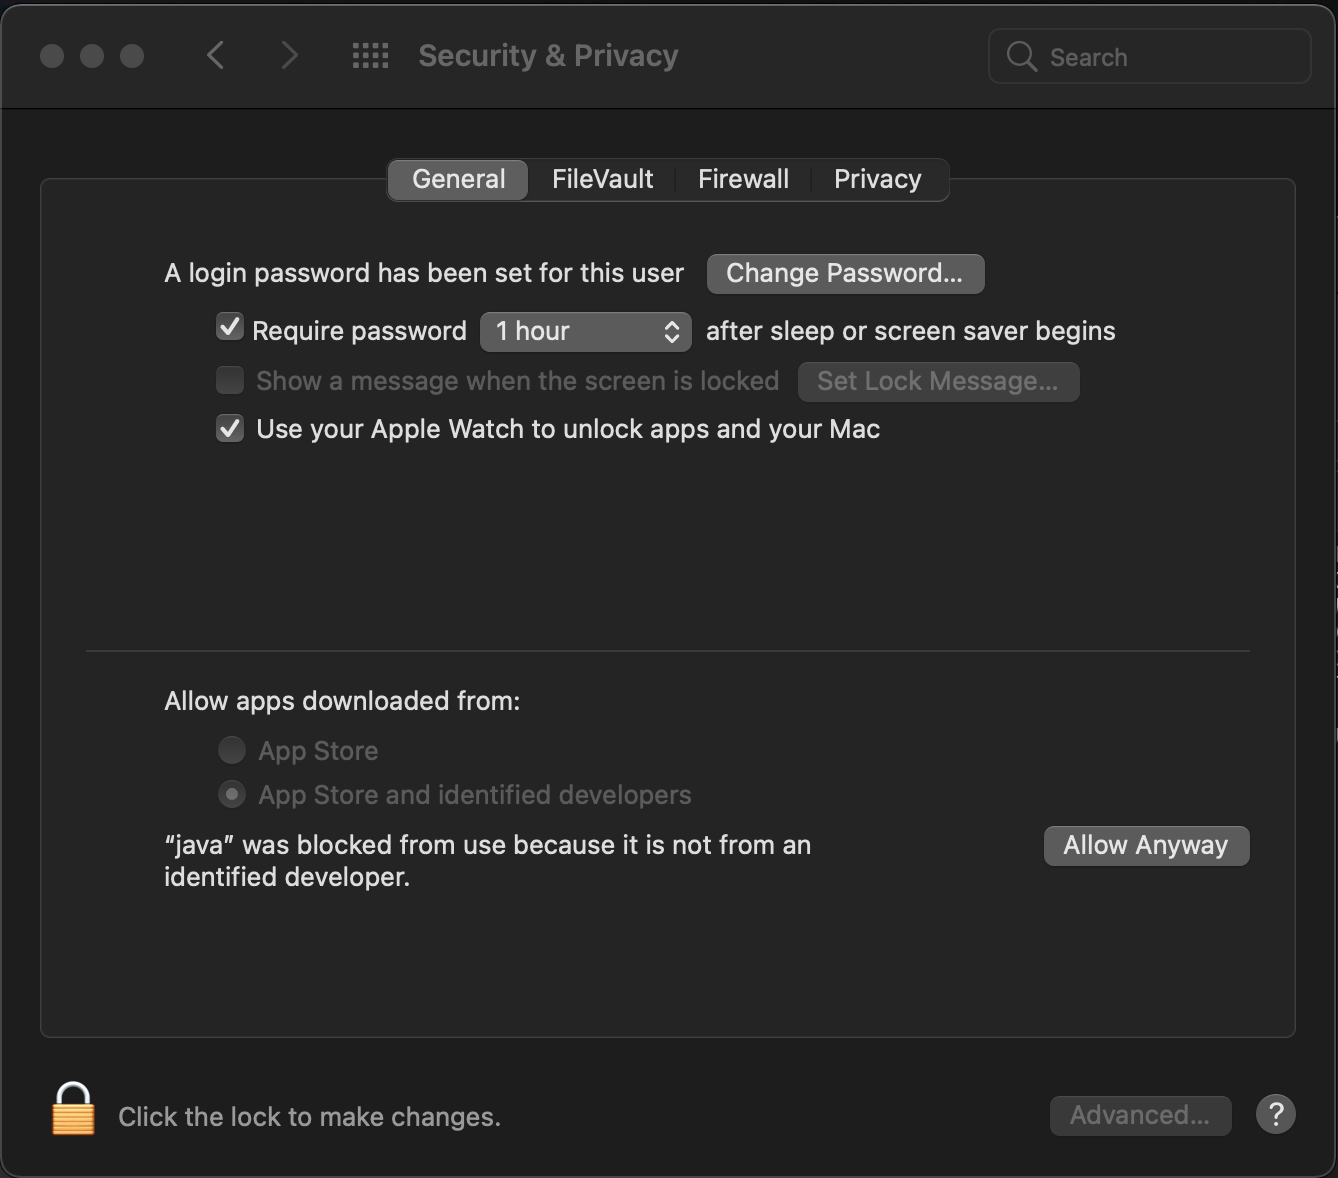 Security & Privacy
Search
General FileVault Firewall Privacy
A login password has been set for this user Change Password...
Require password 1 hour after sleep or screen saver begins
Show a message when the screen is locked Set Lock Message...
Use your Apple Watch to unlock apps and your Mac
Allow apps downloaded from:
App Store
App Store and identified developers
“java” was blocked from use because it is not from an Allow Anyway
identified developer.
Click the lock to make changes. Advanced... ?